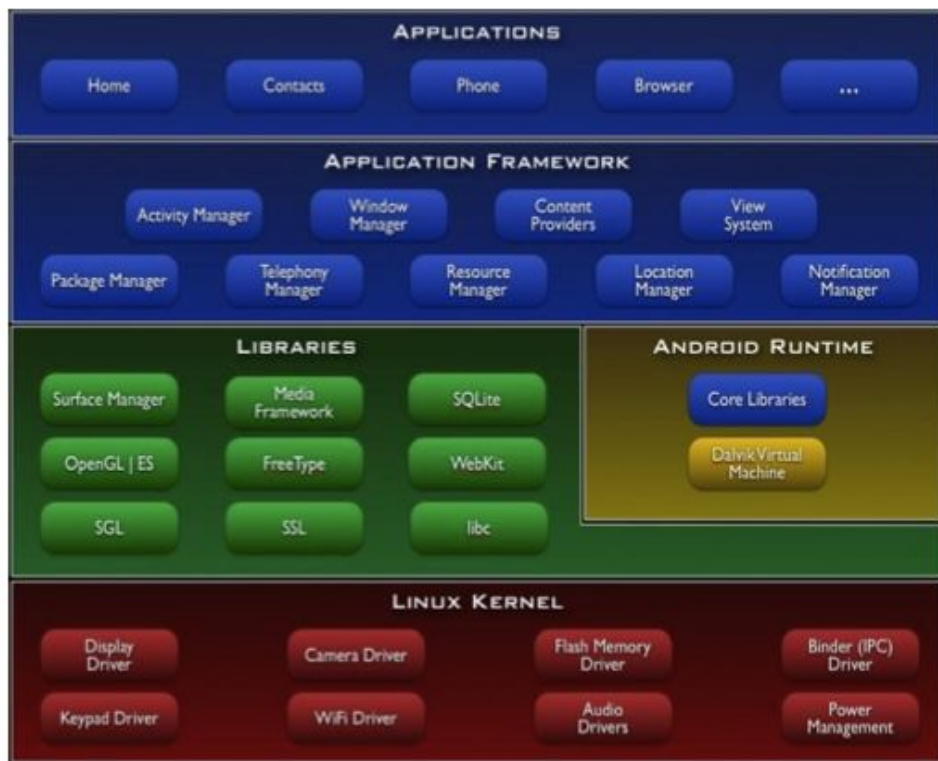 APPLICATIONS
Home
Contacts
Phone
Browser
...
APPLICATION FRAMEWORK
Activity Manager
Window
Manager
Content
Providers
View
System
Package Manager
Telephony
Manager
Resource
Manager
Location
Manager
Notification
Manager
LIBRARIES
Surface Manager
Media
Framework
SQLite
OpenGL | ES
FreeType
WebKit
SGL
SSL
libc
ANDROID RUNTIME
Core Libraries
Dalvik Virtual
Machine
LINUX KERNEL
Display
Driver
Camera Driver
Flash Memory
Driver
Binder (IPC)
Driver
Keypad Driver
WiFi Driver
Audio
Drivers
Power
Management